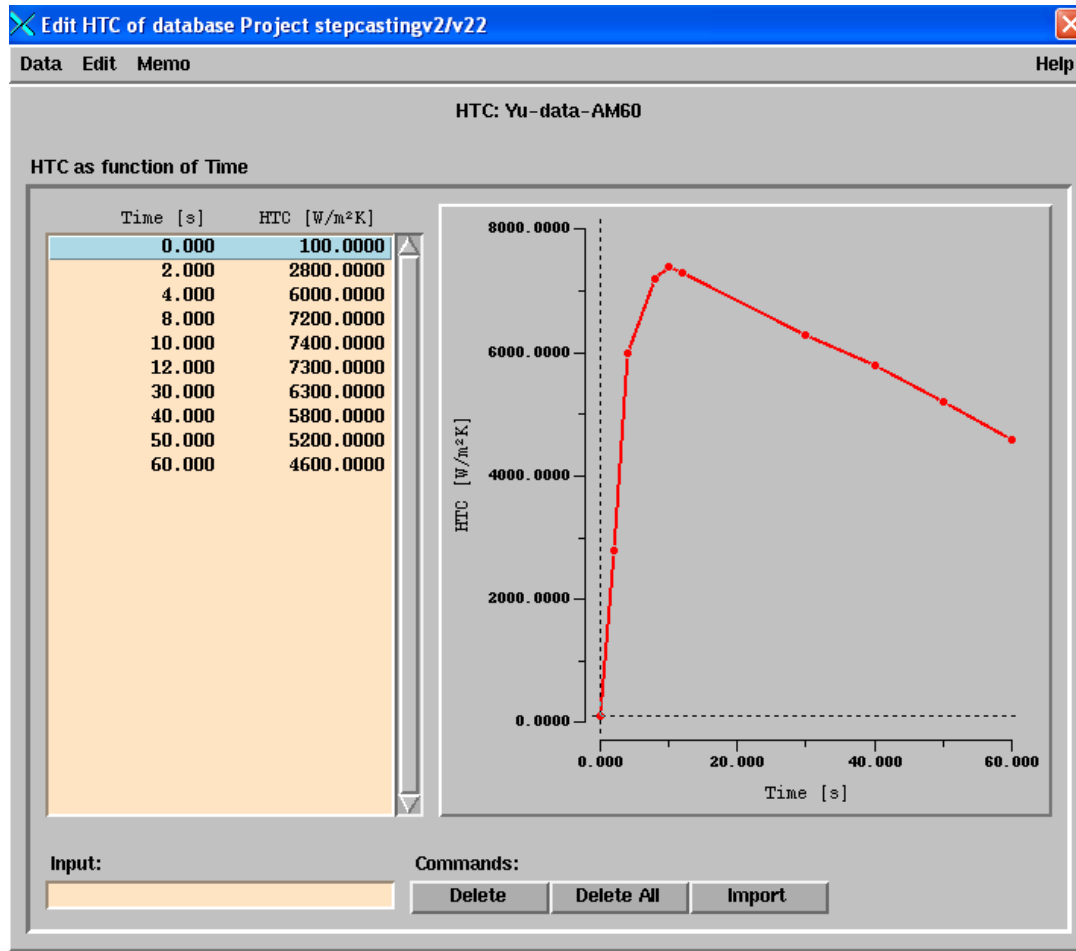 Edit HTC of database Project stepcastingv2/v22
Data Edit Memo Help
HTC: Yu-data-AM60
HTC as function of Time
Time [s] HTC [W/m²K]
0.000 100.0000
2.000 2800.0000
4.000 6000.0000
8.000 7200.0000
10.000 7400.0000
12.000 7300.0000
30.000 6300.0000
40.000 5800.0000
50.000 5200.0000
60.000 4600.0000
8000.0000
6000.0000
4000.0000
2000.0000
0.0000
HTC [W/m²K]
0.000 20.000 40.000 60.000
Time [s]
Input:
Commands:
Delete Delete All Import